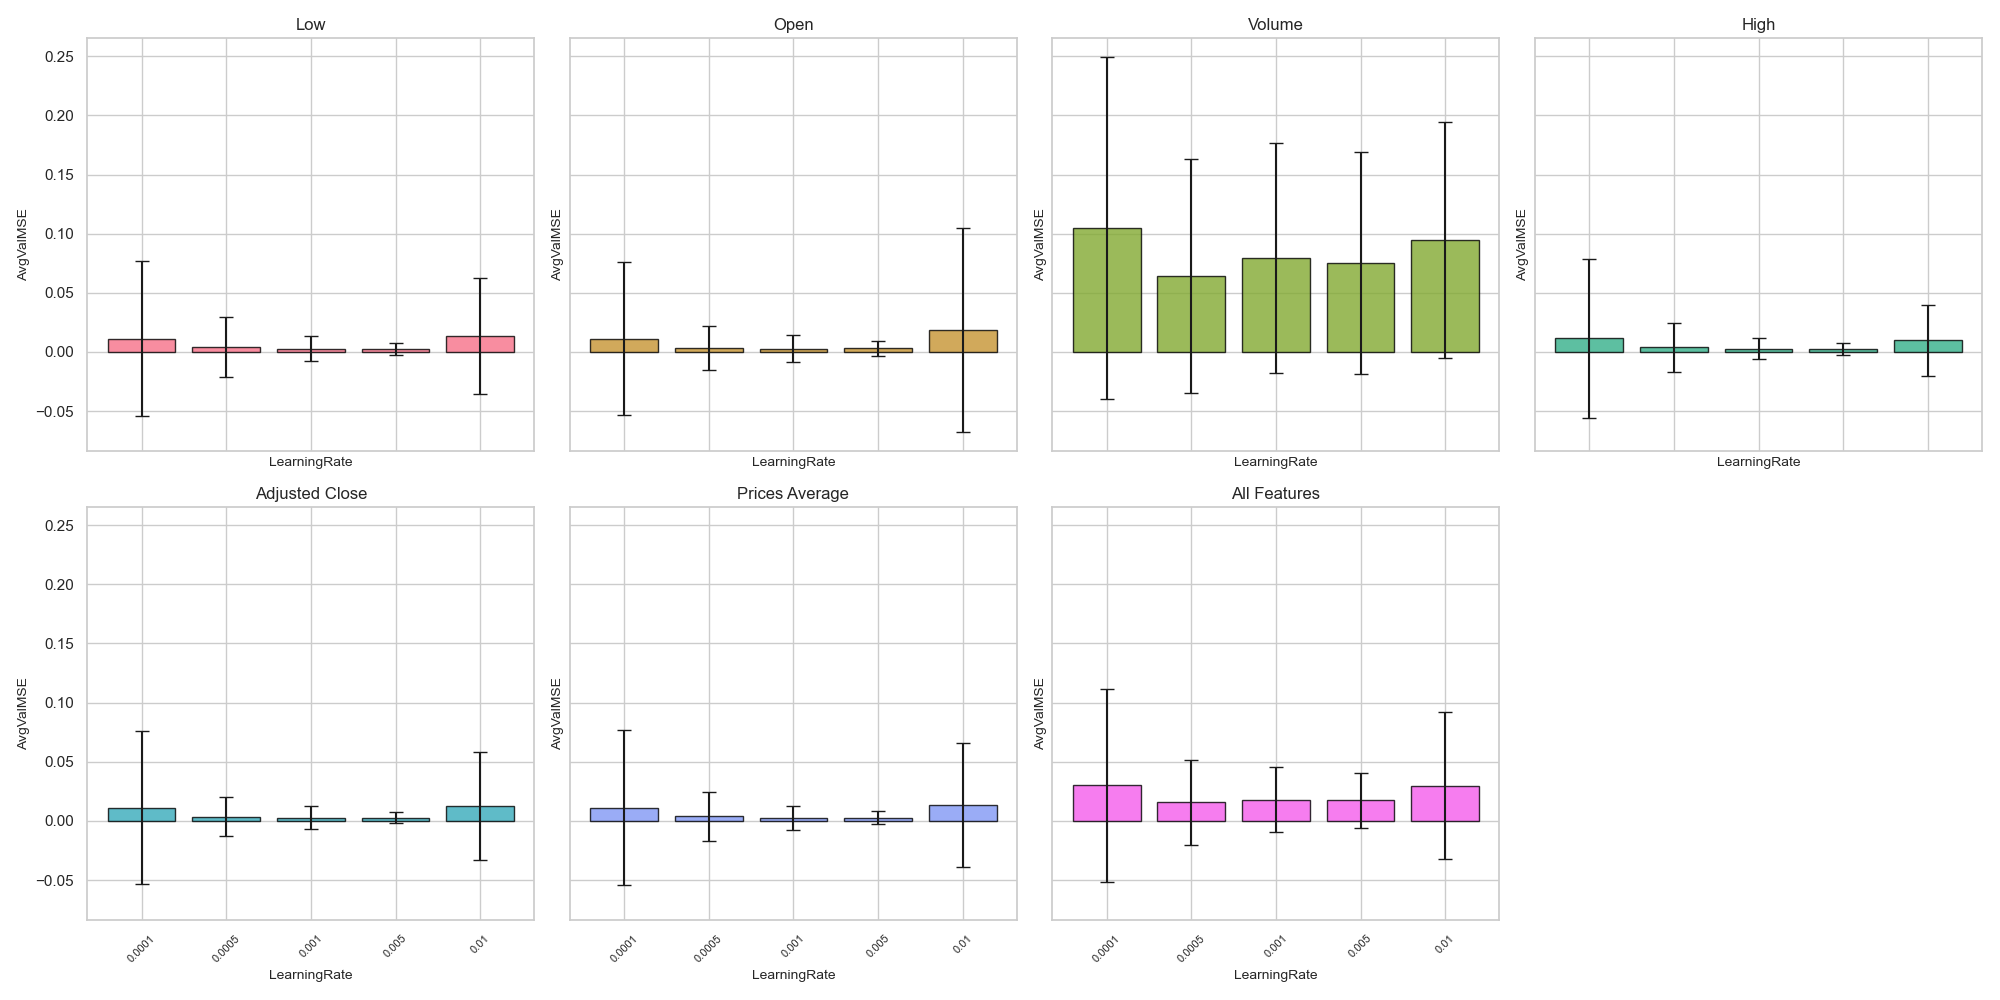 Low
Open
Volume
High
0.25
0.20
0.15
0.10
0.05
0.00
−0.05
AvgValMSE
AvgValMSE
AvgValMSE
AvgValMSE
LearningRate
LearningRate
LearningRate
LearningRate
Adjusted Close
Prices Average
All Features
0.25
0.20
0.15
0.10
0.05
0.00
−0.05
AvgValMSE
AvgValMSE
AvgValMSE
0.0001
0.0005
0.001
0.005
0.01
0.0001
0.0005
0.001
0.005
0.01
0.0001
0.0005
0.001
0.005
0.01
LearningRate
LearningRate
LearningRate